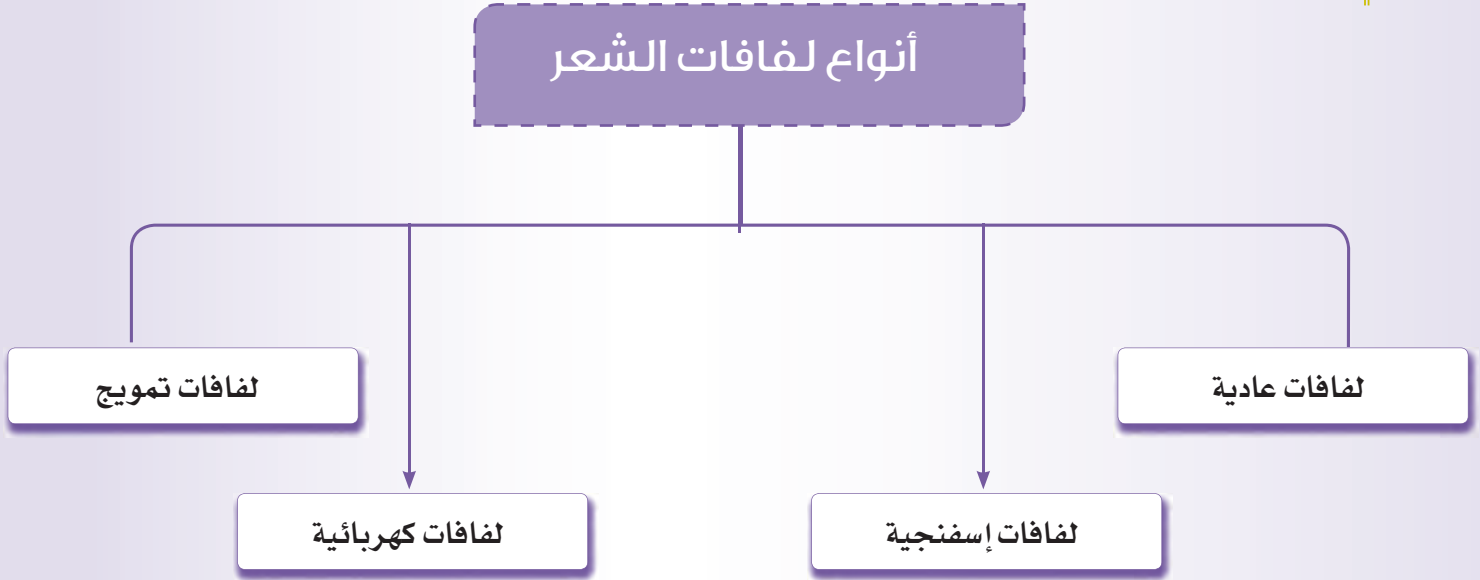 أنواع لفافات الشعر
لفافات عادية
لفافات إسفنجية
لفافات كهربائية
لفافات تمويج